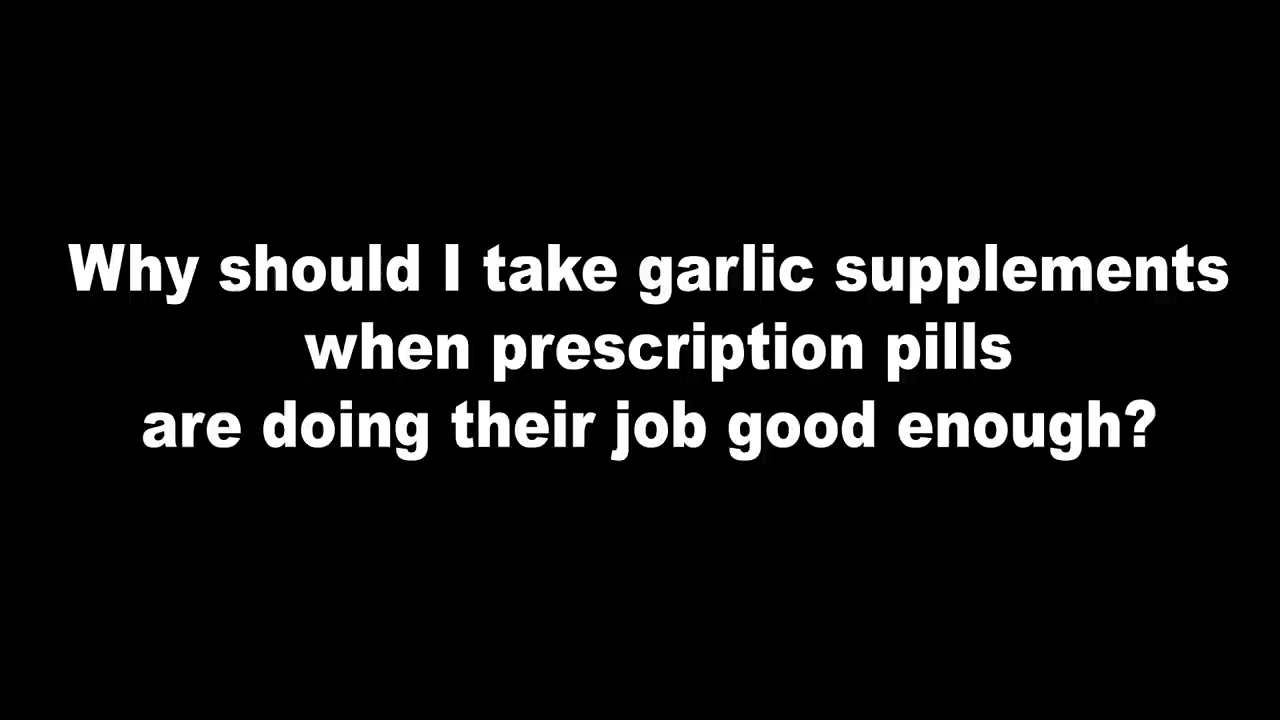 Why should I take garlic supplements
when prescription pills
are doing their job good enough?